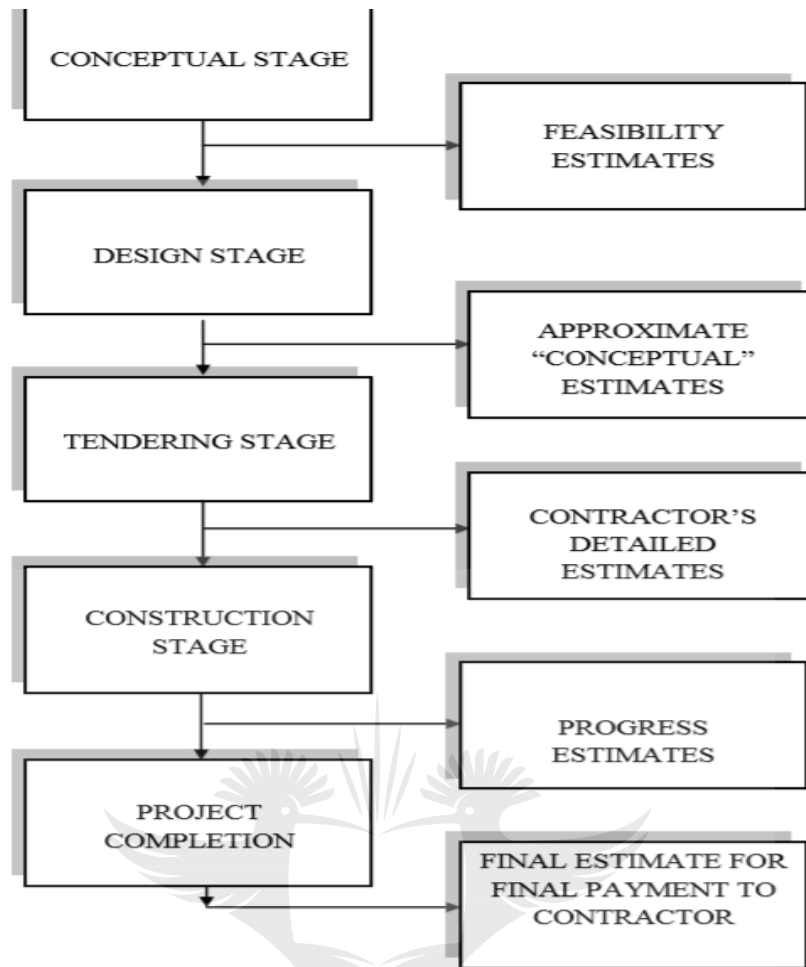 CONCEPTUAL STAGE
FEASIBILITY
ESTIMATES
DESIGN STAGE
APPROXIMATE
“CONCEPTUAL”
ESTIMATES
TENDERING STAGE
CONTRACTOR’S
DETAILED
ESTIMATES
CONSTRUCTION
STAGE
PROGRESS
ESTIMATES
PROJECT
COMPLETION
FINAL ESTIMATE FOR
FINAL PAYMENT TO
CONTRACTOR